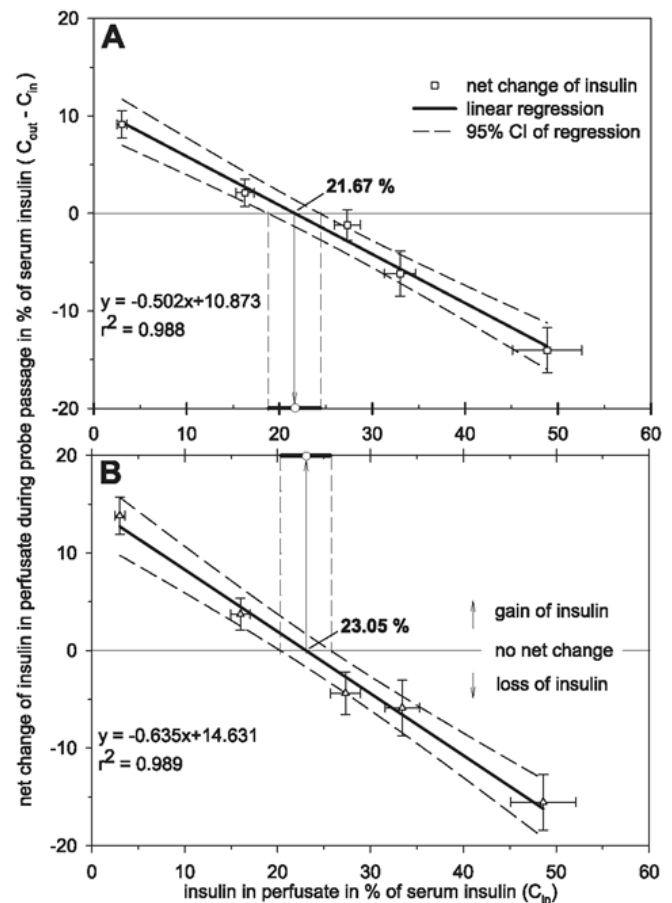 net change of insulin in perfusate during probe passage in % of serum insulin ( C_out - C_in )
A
20
10
0
-10
-20
net change of insulin
linear regression
95% CI of regression
21.67 %
y = -0.502x+10.873
r² = 0.988
0 10 20 30 40 50 60
B
20
10
0
-10
-20
23.05 %
gain of insulin
no net change
loss of insulin
y = -0.635x+14.631
r² = 0.989
0 10 20 30 40 50 60
insulin in perfusate in % of serum insulin (C_in)